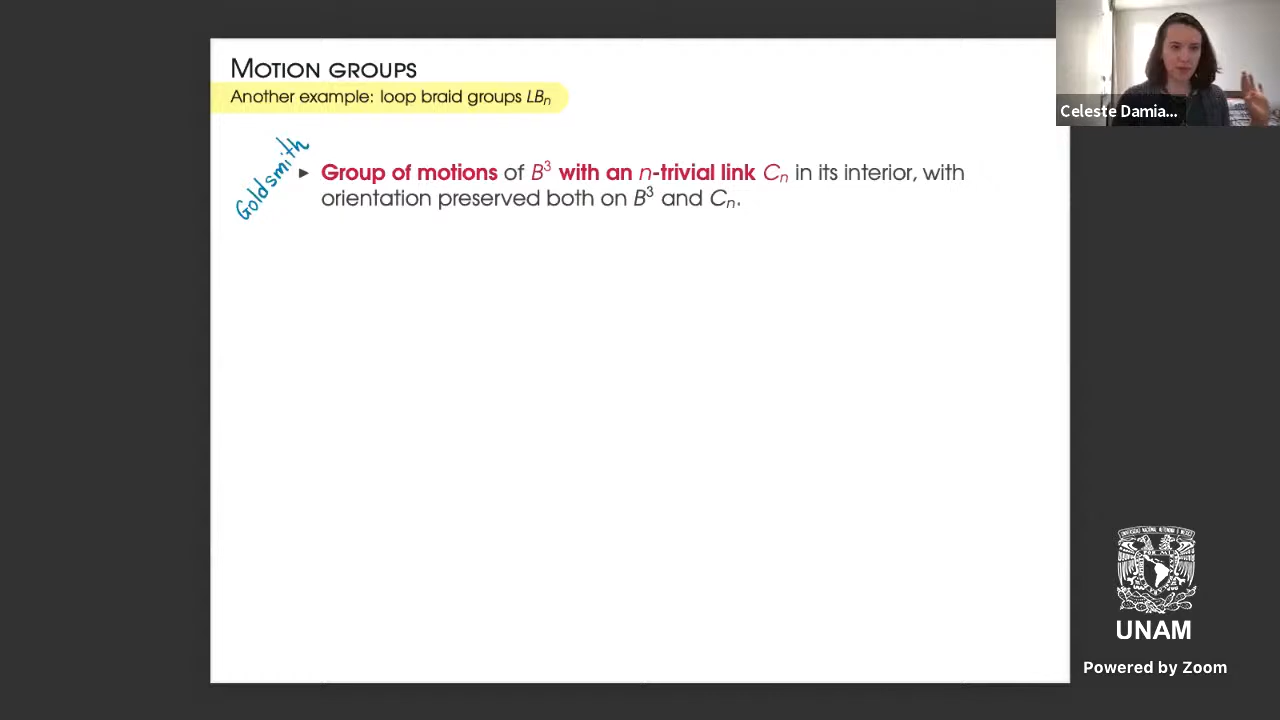 MOTION GROUPS
Another example: loop braid groups LBn
Goldsmith
▸ Group of motions of B3 with an n-trivial link Cn in its interior, with
orientation preserved both on B3 and Cn.
Celeste Damia...
UNAM
Powered by Zoom